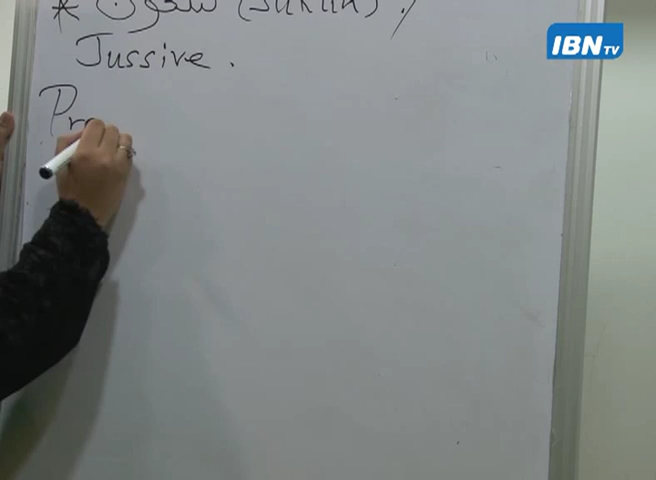 * سكون (Sukun) /
Jussive .
Pr
IBN TV